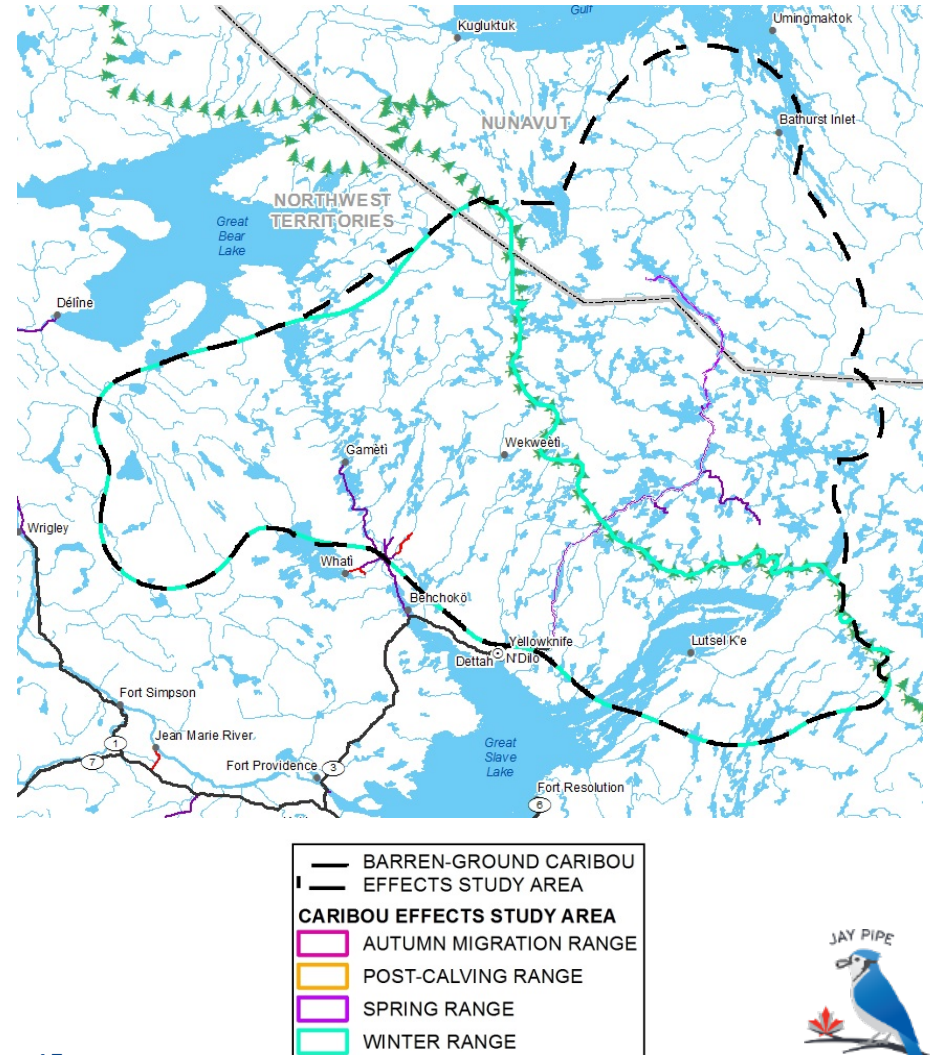 Gulf
Umingmaktok
Kugluktuk
Bathurst Inlet
NUNAVUT
NORTHWEST
TERRITORIES
Great
Bear
Lake
Délîne
Wekweètì
Gamètì
Wrigley
Whatì
Behchokö
Yellowknife
Dettah
N'Dilo
Lutsel K'e
Fort Simpson
Jean Marie River
1
7
Fort Providence
3
Great
Slave
Lake
Fort Resolution
6
BARREN-GROUND CARIBOU
EFFECTS STUDY AREA
CARIBOU EFFECTS STUDY AREA
AUTUMN MIGRATION RANGE
POST-CALVING RANGE
SPRING RANGE
WINTER RANGE
JAY PIPE